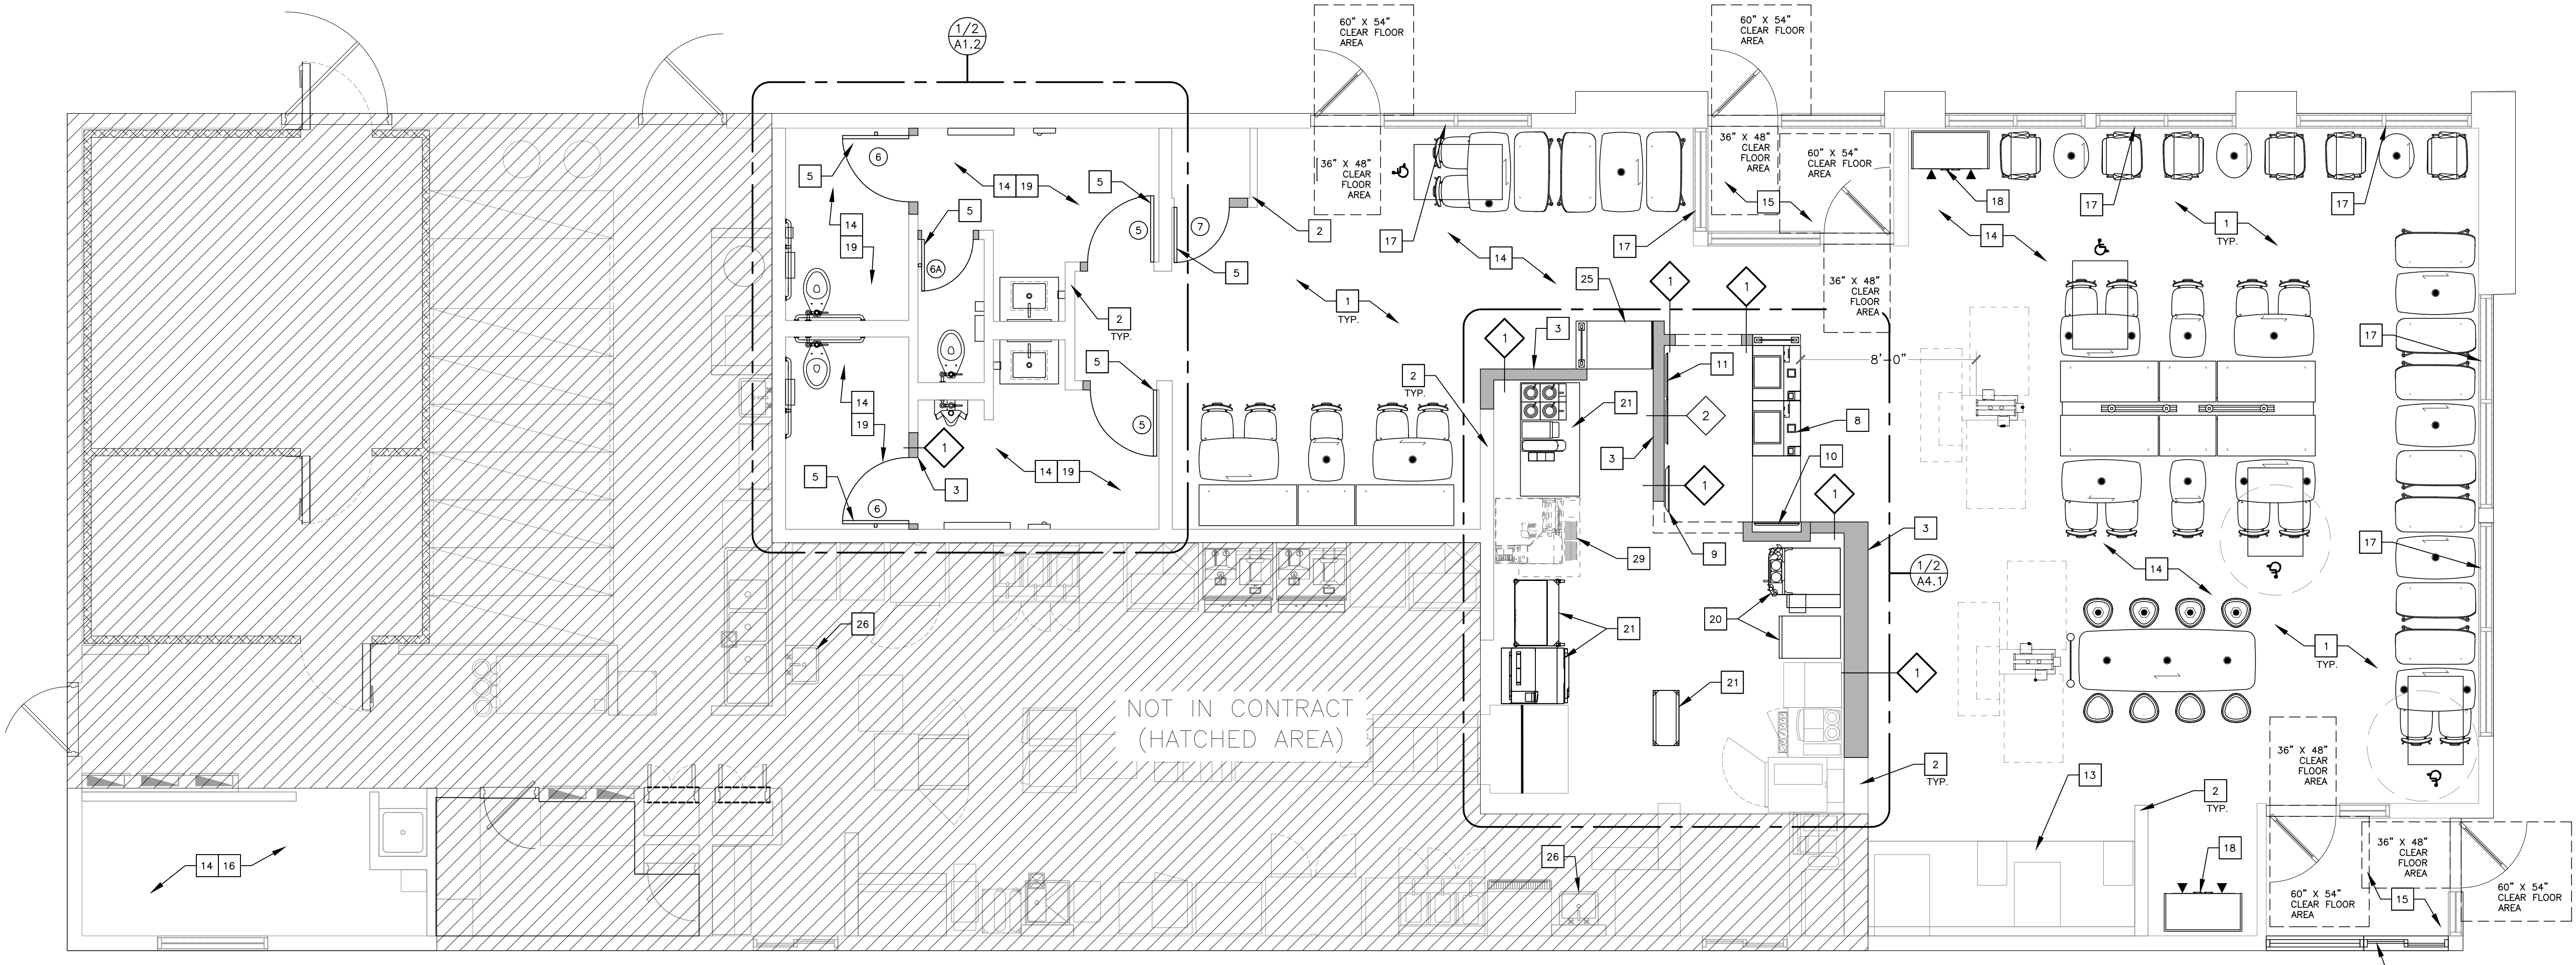 1/2
A1.2
60" X 54"
CLEAR FLOOR
AREA
60" X 54"
CLEAR FLOOR
AREA
5
6
14 19
5
5
14
19
5
6A
5
7
5
2
36" X 48"
CLEAR
FLOOR
AREA
17
14
17
36" X 48"
CLEAR
FLOOR
AREA
60" X 54"
CLEAR FLOOR
AREA
15
18
14
17
1
TYP.
17
36" X 48"
CLEAR
FLOOR
AREA
2
TYP.
1
TYP.
25
1
1
1
3
11
8'-0"
17
5
2
TYP.
21
2
8
14
19
5
1
3
10
14 19
5
6
3
1
1
9
29
3
1/2
A4.1
17
14
20
21
26
1
21
1
TYP.
NOT IN CONTRACT
(HATCHED AREA)
2
TYP.
13
2
TYP.
36" X 48"
CLEAR
FLOOR
AREA
36" X 48"
CLEAR
FLOOR
AREA
14 16
26
18
60" X 54"
CLEAR FLOOR
AREA
15
60" X 54"
CLEAR FLOOR
AREA